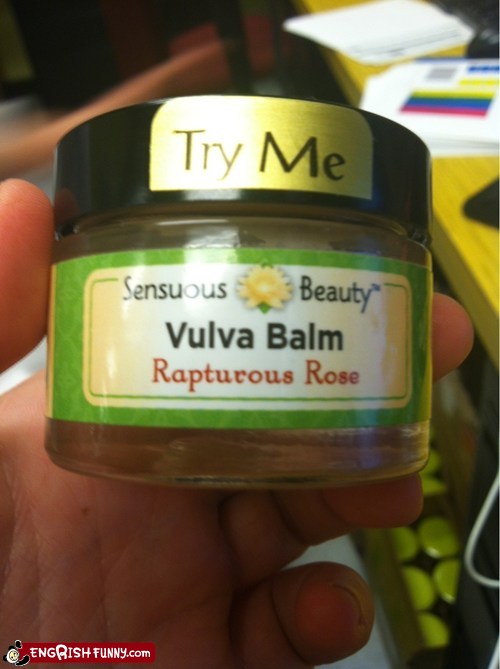 Try Me
Sensuous Beauty™
Vulva Balm
Rapturous Rose
ENGRISHFUNNY.com